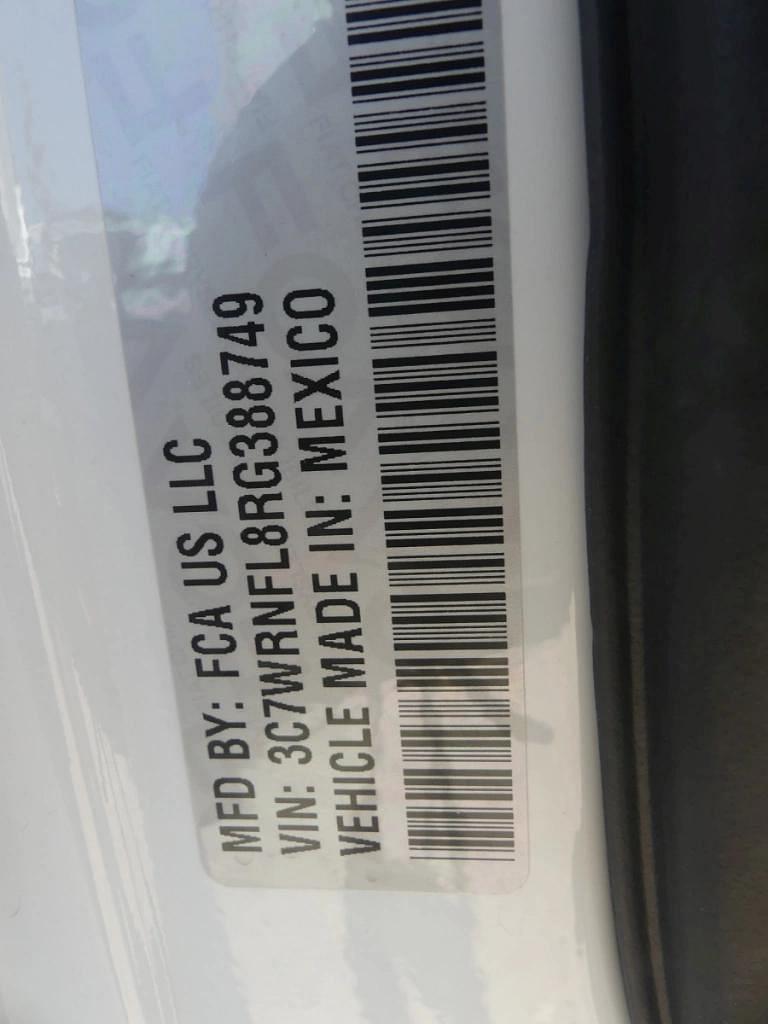 MFD BY: FCA US LLC
VIN: 3C7WRNFL8RG388749
VEHICLE MADE IN: MEXICO